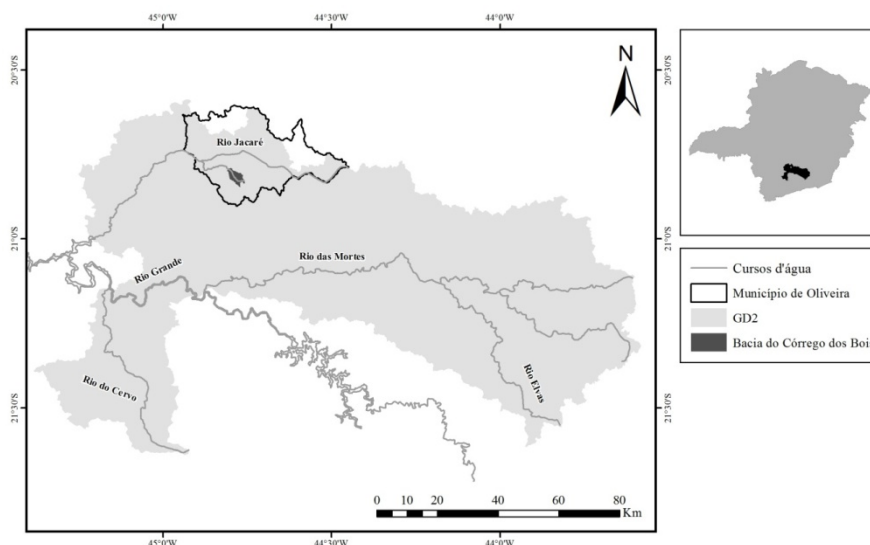 45°0'W
44°30'W
44°0'W
20°30'S
20°30'S
N
Rio Jacaré
21°0'S
21°0'S
Rio das Mortes
Rio Grande
Rio do Cervo
Rio Elvas
21°30'S
21°30'S
0 5 10 20 40 60 80
Km
45°0'W
44°30'W
44°0'W
Cursos d'água
Município de Oliveira
GD2
Bacia do Córrego dos Bois